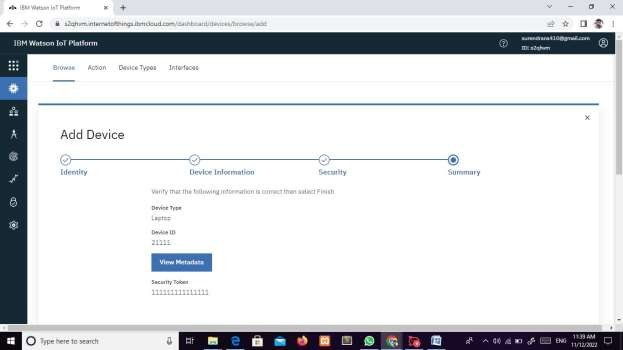 IBM Watson IoT Platform
s2qhvm.internetofthings.ibmcloud.com/dashboard/devices/browse/add
IBM Watson IoT Platform
surendrans410@gmail.com
ID: s2qhvm
Browse Action Device Types Interfaces
Add Device
Identity Device Information Security Summary
Verify that the following information is correct then select Finish
Device Type
Laptop
Device ID
21111
View Metadata
Security Token
111111111111111
Type here to search
ENG
11:39 AM
11/12/2022